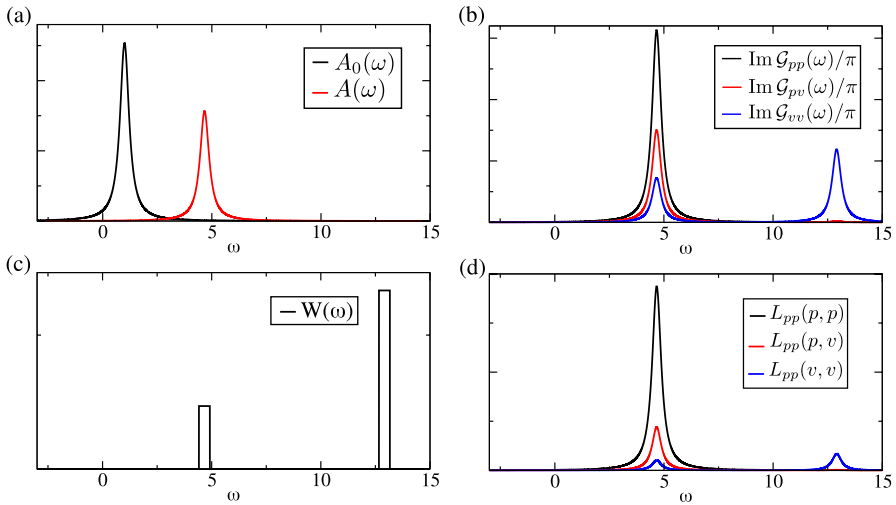 (a)
A₀(ω)
A(ω)
0 5 10 15
ω
(b)
Im 𝒢ₚₚ(ω)/π
Im 𝒢ₚᵥ(ω)/π
Im 𝒢ᵥᵥ(ω)/π
0 5 10 15
ω
(c)
W(ω)
0 5 10 15
ω
(d)
Lₚₚ(p, p)
Lₚₚ(p, v)
Lₚₚ(v, v)
0 5 10 15
ω